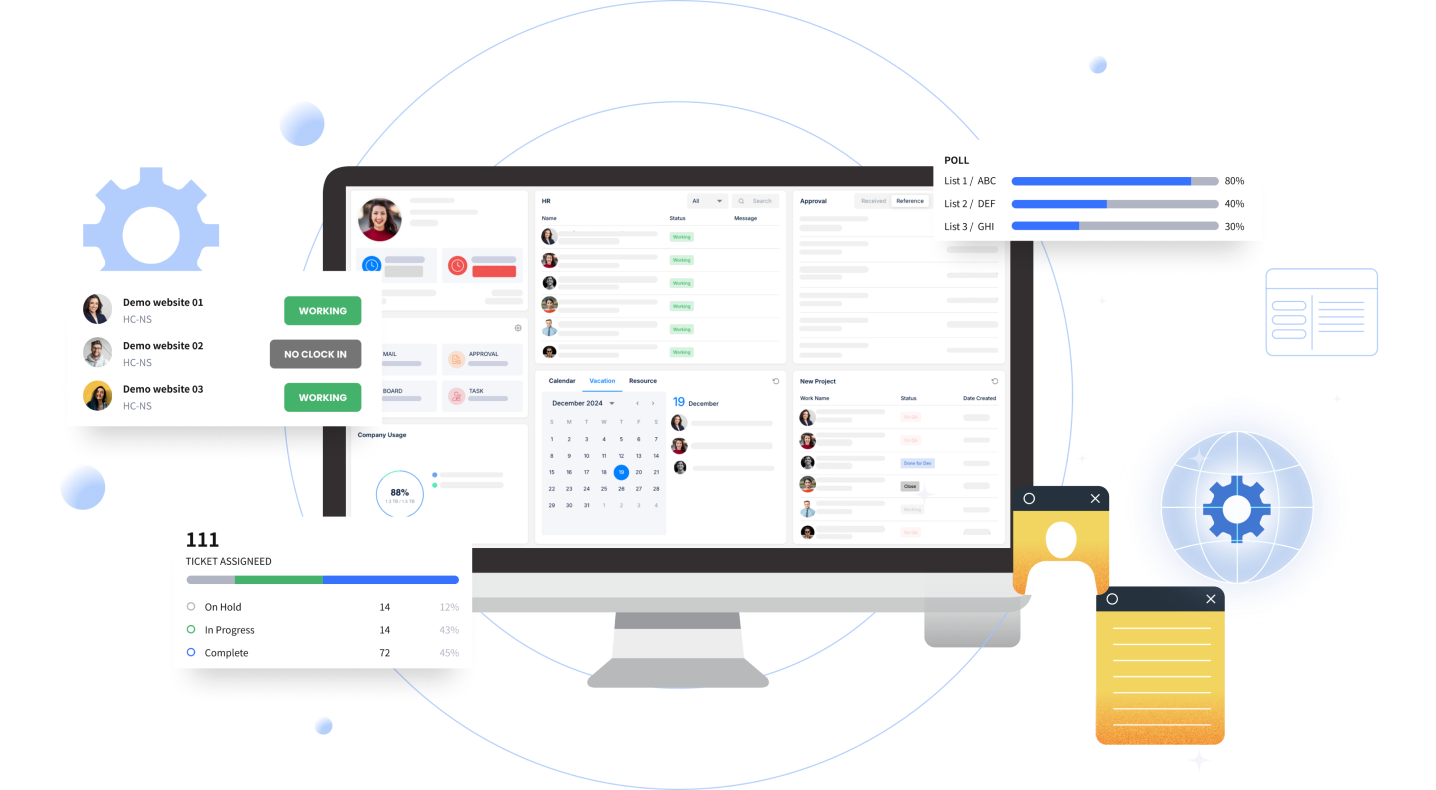 POLL
List 1 / ABC 80%
List 2 / DEF 40%
List 3 / GHI 30%
Demo website 01
HC-NS
WORKING
Demo website 02
HC-NS
NO CLOCK IN
Demo website 03
HC-NS
WORKING
MAIL
APPROVAL
BOARD
TASK
Company Usage
88%
HR
All
Search
Name Status Message
Working
Working
Working
Working
Working
Working
Approval
Received Reference
Calendar Vacation Resource
December 2024
S M T W T F S
1 2 3 4 5 6 7
8 9 10 11 12 13 14
15 16 17 18 19 20 21
22 23 24 25 26 27 28
29 30 31 1 2 3 4
19 December
New Project
Work Name Status Date Created
To Do
To Do
Done for Dev
Close
Working
To Do
111
TICKET ASSIGNEED
On Hold 14 12%
In Progress 14 43%
Complete 72 45%